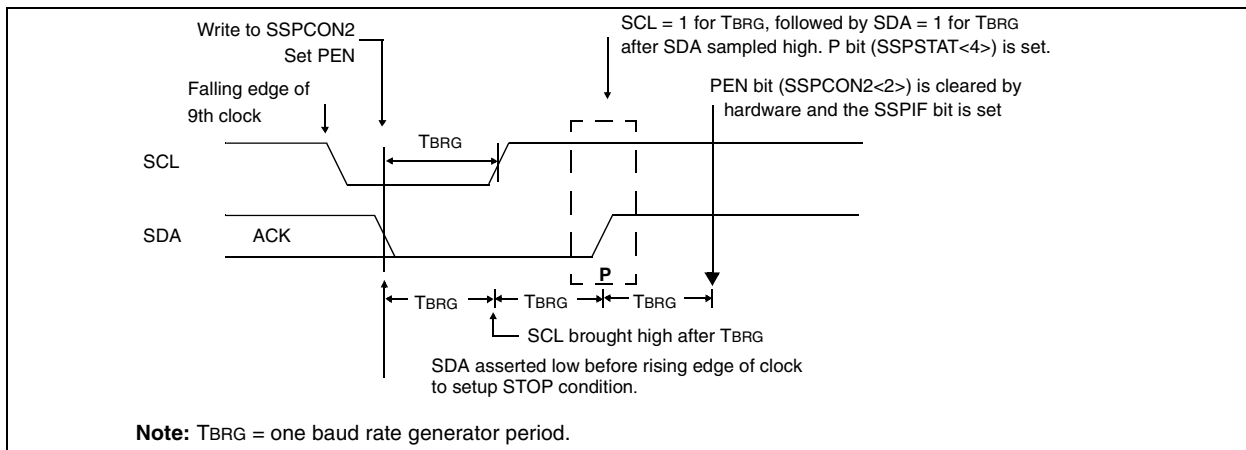 Write to SSPCON2
Set PEN
SCL = 1 for TBRG, followed by SDA = 1 for TBRG
after SDA sampled high. P bit (SSPSTAT<4>) is set.
Falling edge of
9th clock
PEN bit (SSPCON2<2>) is cleared by
hardware and the SSPIF bit is set
TBRG
SCL
SDA
ACK
P
TBRG
TBRG
TBRG
SCL brought high after TBRG
SDA asserted low before rising edge of clock
to setup STOP condition.
Note: TBRG = one baud rate generator period.